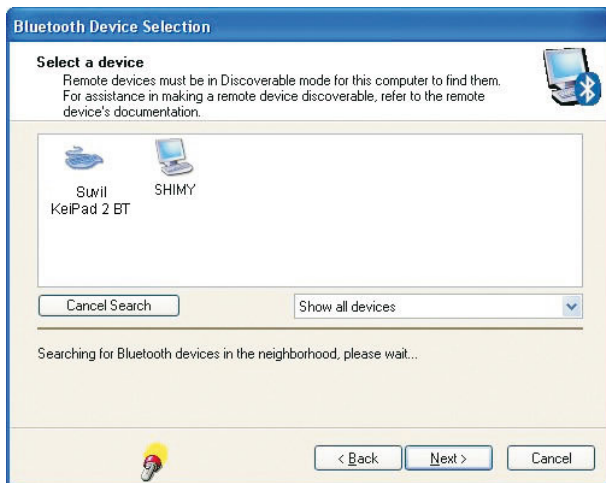 Bluetooth Device Selection
Select a device
Remote devices must be in Discoverable mode for this computer to find them.
For assistance in making a remote device discoverable, refer to the remote
device's documentation.
Suvil
KeiPad 2 BT
SHIMY
Cancel Search
Show all devices
Searching for Bluetooth devices in the neighborhood, please wait...
< Back
Next >
Cancel